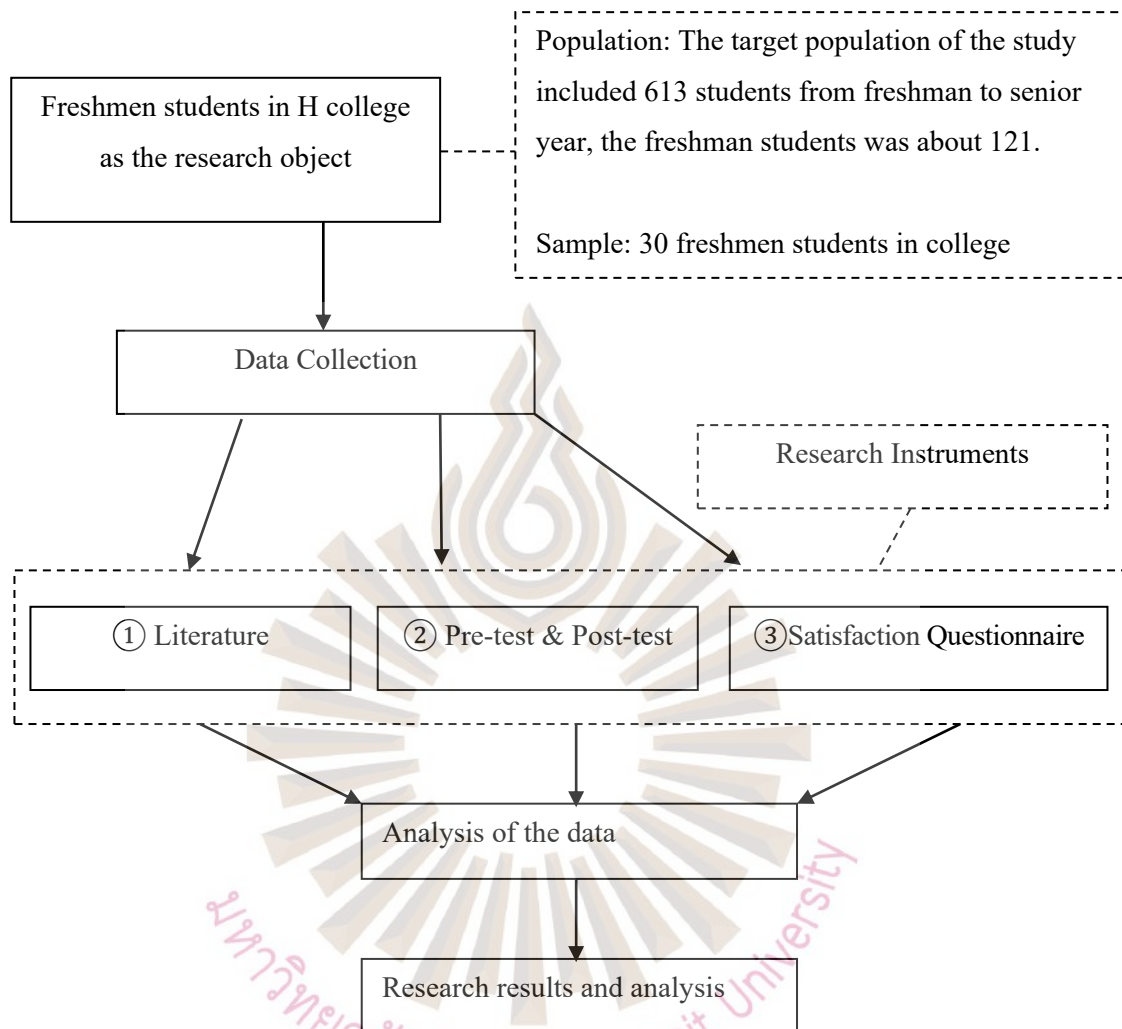 Freshmen students in H college
as the research object
Population: The target population of the study
included 613 students from freshman to senior
year, the freshman students was about 121.
Sample: 30 freshmen students in college
Data Collection
Research Instruments
① Literature
② Pre-test & Post-test
③Satisfaction Questionnaire
Analysis of the data
Research results and analysis
University